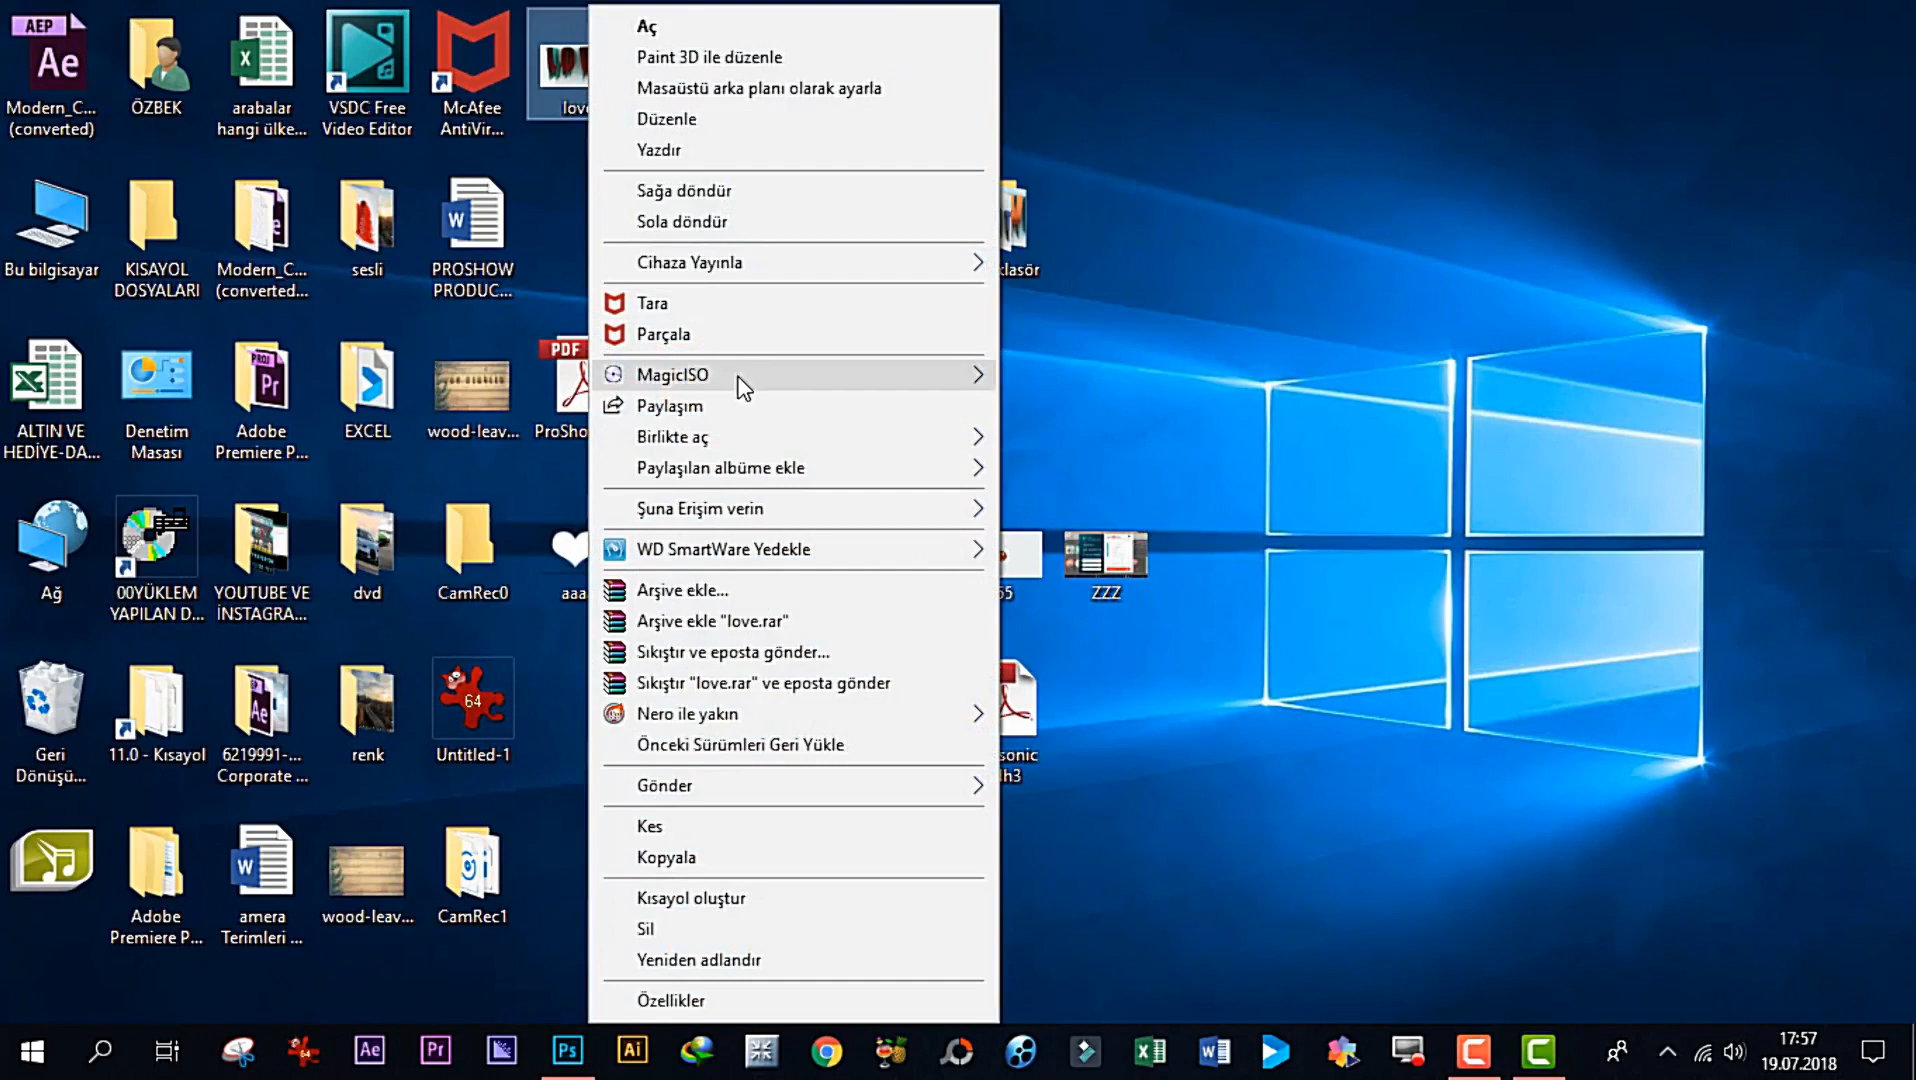 AEP
Ae
Modern_C...
(converted)
ÖZBEK
arabalar
hangi ülke...
VSDC Free
Video Editor
McAfee
AntiVir...
love
Bu bilgisayar
KISAYOL
DOSYALARI
Modern_C...
(converted...
sesli
PROSHOW
PRODUC...
klasör
ALTIN VE
HEDİYE-DA...
Denetim
Masası
PROJ
Pr
Adobe
Premiere P...
EXCEL
wood-leav...
PDF
ProSho
Ağ
00YÜKLEM
YAPILAN D...
YOUTUBE VE
İNSTAGRA...
dvd
CamRec0
aaa
ZZZ
Geri
Dönüşü...
11.0 - Kısayol
Ae
6219991-...
Corporate ...
renk
64
Untitled-1
sonic
lh3
Adobe
Premiere P...
amera
Terimleri ...
wood-leav...
CamRec1
Aç
Paint 3D ile düzenle
Masaüstü arka planı olarak ayarla
Düzenle
Yazdır
Sağa döndür
Sola döndür
Cihaza Yayınla
Tara
Parçala
MagicISO
Paylaşım
Birlikte aç
Paylaşılan albüme ekle
Şuna Erişim verin
WD SmartWare Yedekle
Arşive ekle...
Arşive ekle "love.rar"
Sıkıştır ve eposta gönder...
Sıkıştır "love.rar" ve eposta gönder
Nero ile yakın
Önceki Sürümleri Geri Yükle
Gönder
Kes
Kopyala
Kısayol oluştur
Sil
Yeniden adlandır
Özellikler
Ae
Pr
Ps
Ai
17:57
19.07.2018